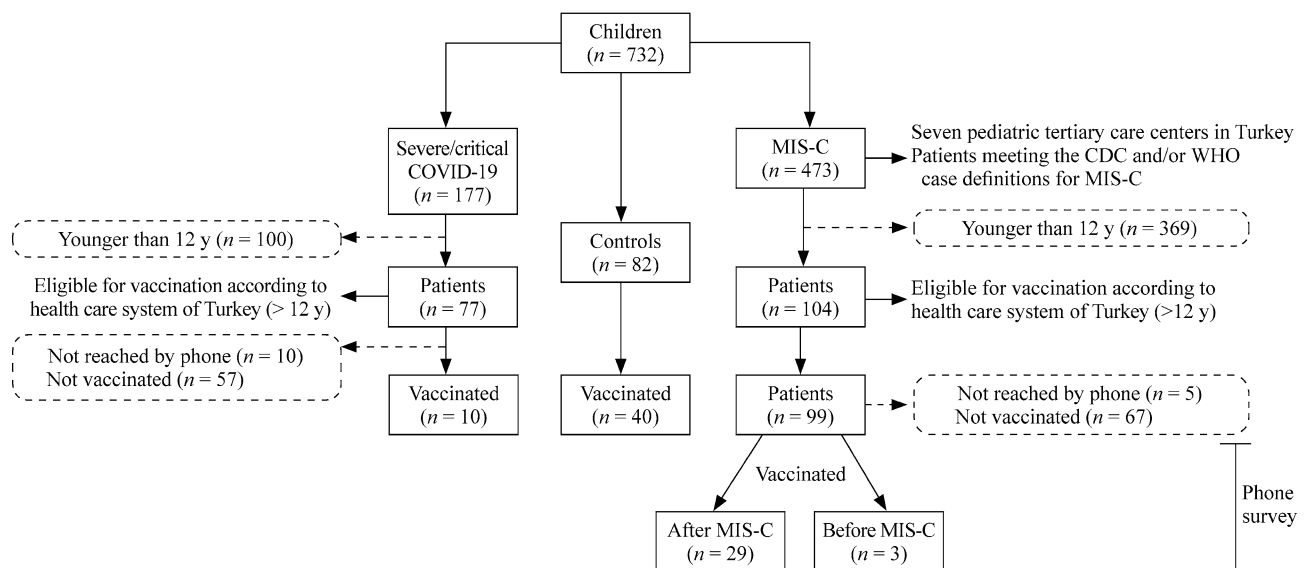 Children
(n = 732)
Severe/critical
COVID-19
(n = 177)
MIS-C
(n = 473)
Seven pediatric tertiary care centers in Turkey
Patients meeting the CDC and/or WHO
case definitions for MIS-C
Younger than 12 y (n = 100)
Controls
(n = 82)
Younger than 12 y (n = 369)
Eligible for vaccination according to
health care system of Turkey (> 12 y)
Patients
(n = 77)
Patients
(n = 104)
Eligible for vaccination according to
health care system of Turkey (>12 y)
Not reached by phone (n = 10)
Not vaccinated (n = 57)
Vaccinated
(n = 10)
Vaccinated
(n = 40)
Patients
(n = 99)
Not reached by phone (n = 5)
Not vaccinated (n = 67)
Vaccinated
After MIS-C
(n = 29)
Before MIS-C
(n = 3)
Phone
survey